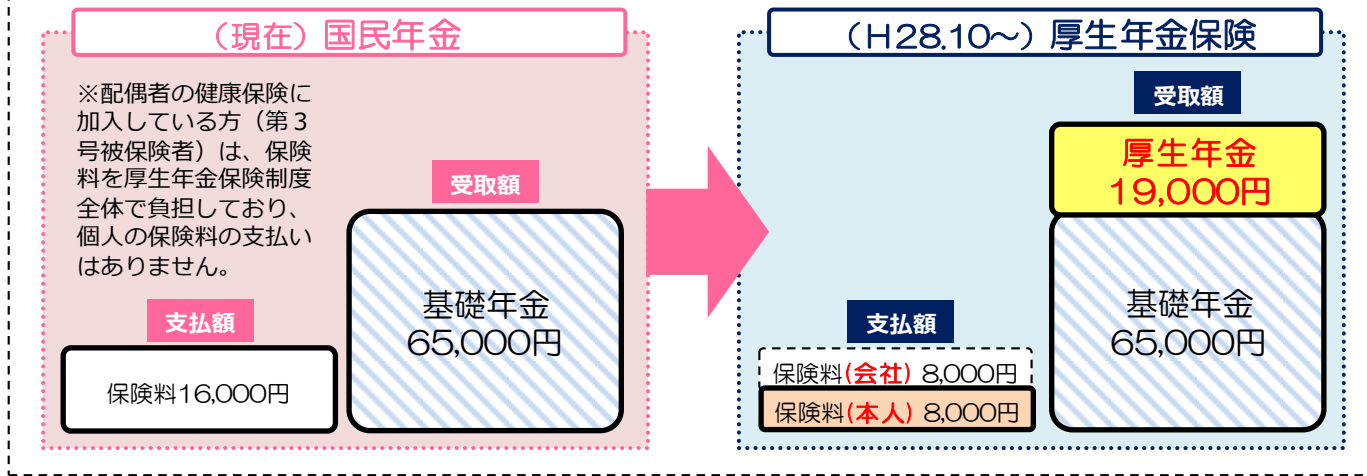 （現在）国民年金
※配偶者の健康保険に
加入している方（第３
号被保険者）は、保険
料を厚生年金保険制度
全体で負担しており、
個人の保険料の支払い
はありません。
支払額
保険料16,000円
受取額
基礎年金
65,000円
（H28.10～）厚生年金保険
支払額
保険料(会社) 8,000円
保険料(本人) 8,000円
受取額
厚生年金
19,000円
基礎年金
65,000円